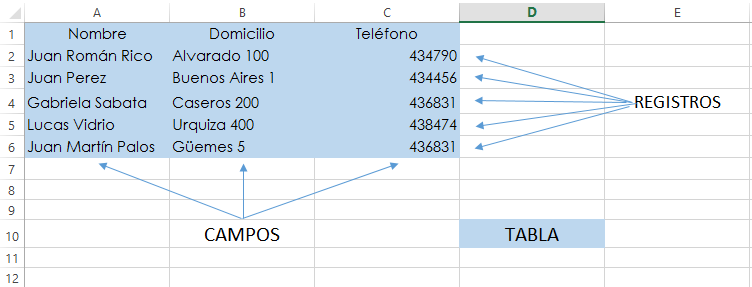 A B C D E
1 Nombre Domicilio Teléfono
2 Juan Román Rico Alvarado 100 434790
3 Juan Perez Buenos Aires 1 434456
4 Gabriela Sabata Caseros 200 436831 REGISTROS
5 Lucas Vidrio Urquiza 400 438474
6 Juan Martín Palos Güemes 5 436831
7
8
9
10 CAMPOS TABLA
11
12